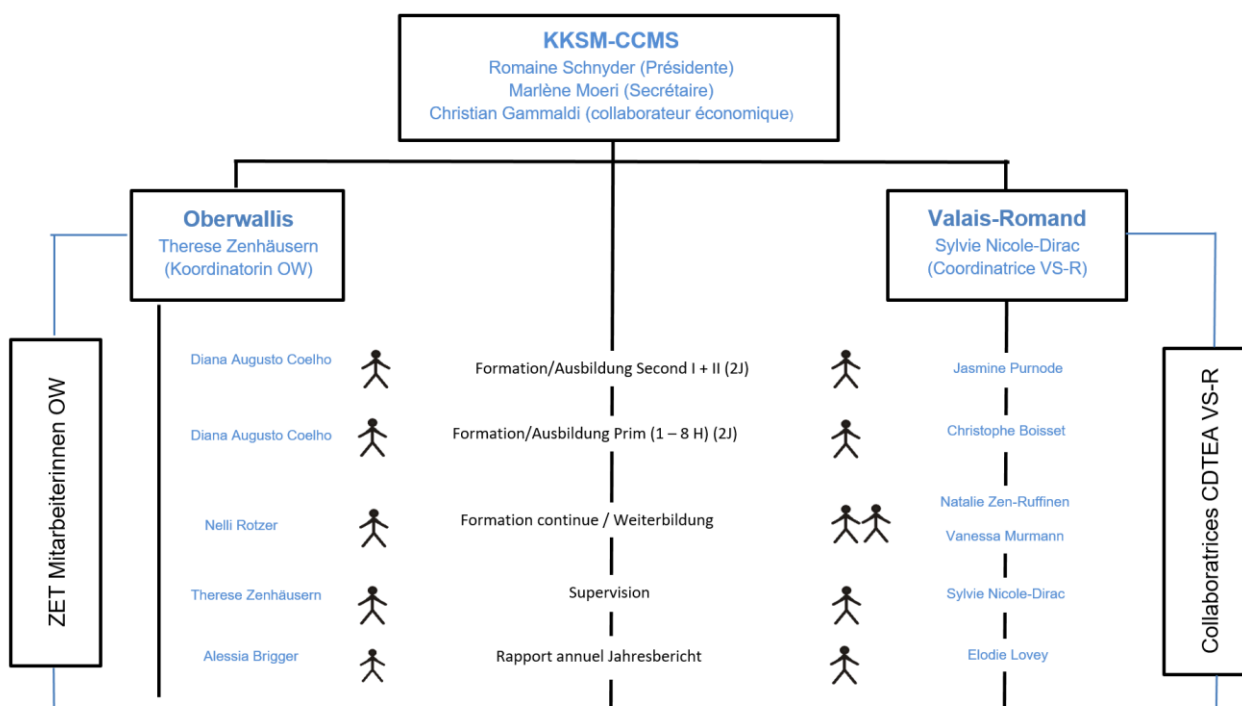 KKSM-CCMS
Romaine Schnyder (Présidente)
Marlène Moeri (Secrétaire)
Christian Gammaldi (collaborateur économique)
Oberwallis
Therese Zenhäusern
(Koordinatorin OW)
Valais-Romand
Sylvie Nicole-Dirac
(Coordinatrice VS-R)
ZET Mitarbeiterinnen OW
Diana Augusto Coelho
Formation/Ausbildung Second I + II (2J)
Jasmine Purnode
Diana Augusto Coelho
Formation/Ausbildung Prim (1 – 8 H) (2J)
Christophe Boisset
Nelli Rotzer
Formation continue / Weiterbildung
Natalie Zen-Ruffinen
Vanessa Murmann
Therese Zenhäusern
Supervision
Sylvie Nicole-Dirac
Alessia Brigger
Rapport annuel Jahresbericht
Elodie Lovey
Collaboratrices CDTEA VS-R